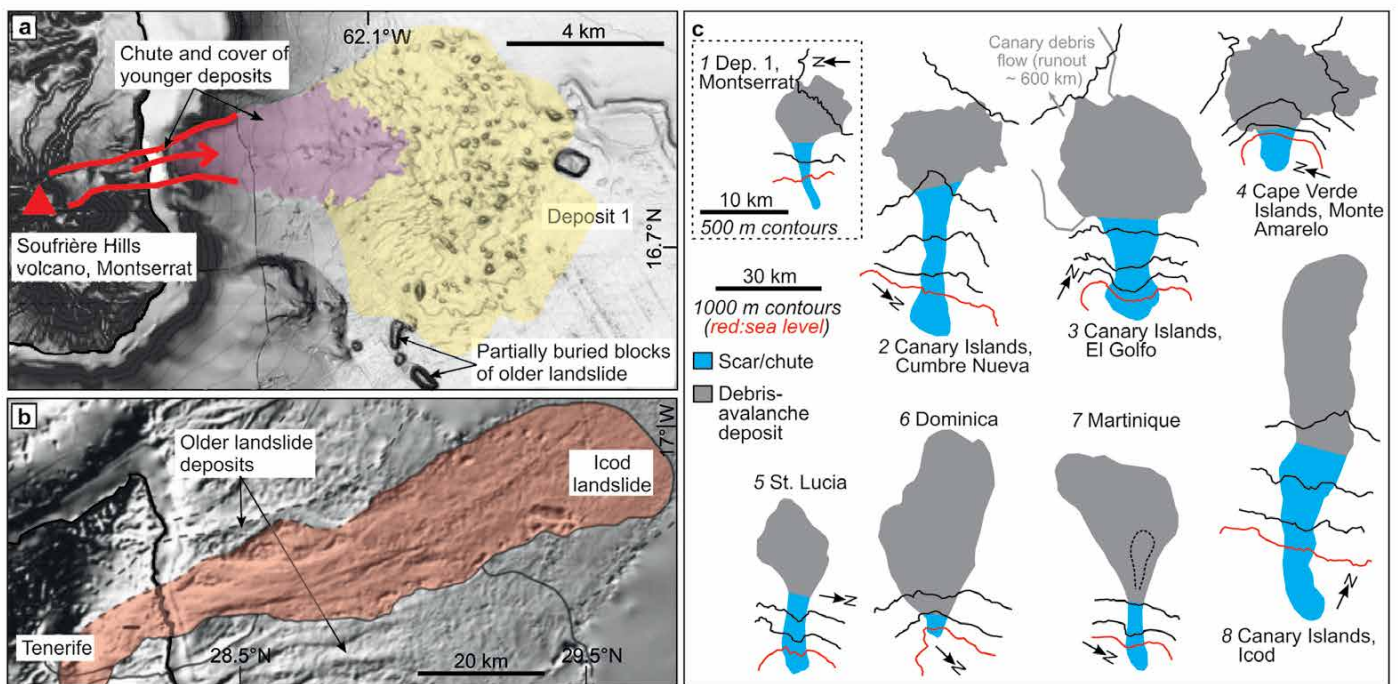 a
62.1°W
4 km
Chute and cover of
younger deposits
Deposit 1
16.7°N
Soufrière Hills
volcano, Montserrat
Partially buried blocks
of older landslide
b
17°W
Older landslide
deposits
Icod
landslide
Tenerife
28.5°N
20 km
29.5°N
c
1 Dep. 1,
Montserrat
N
10 km
500 m contours
30 km
1000 m contours
(red:sea level)
Scar/chute
Debris-
avalanche
deposit
Canary debris
flow (runout
~ 600 km)
N
2 Canary Islands,
Cumbre Nueva
N
3 Canary Islands,
El Golfo
N
4 Cape Verde
Islands, Monte
Amarelo
5 St. Lucia
N
6 Dominica
N
7 Martinique
N
N
8 Canary Islands,
Icod